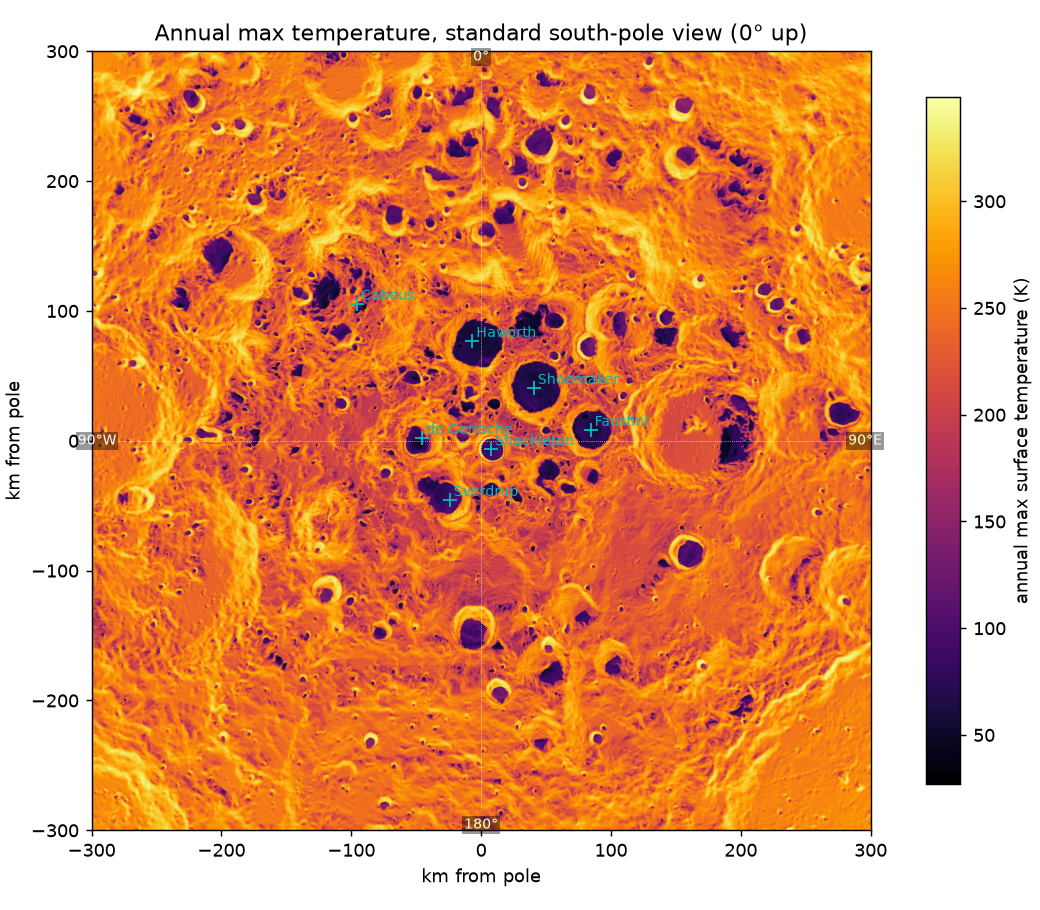 Annual max temperature, standard south-pole view (0° up)
0°
300
200
100
0
−100
−200
−300
km from pole
90°W
90°E
180°
Cabeus
Haworth
Shoemaker
Faustini
de Gerlache
Shackleton
Sverdrup
−300
−200
−100
0
100
200
300
km from pole
300
250
200
150
100
50
annual max surface temperature (K)